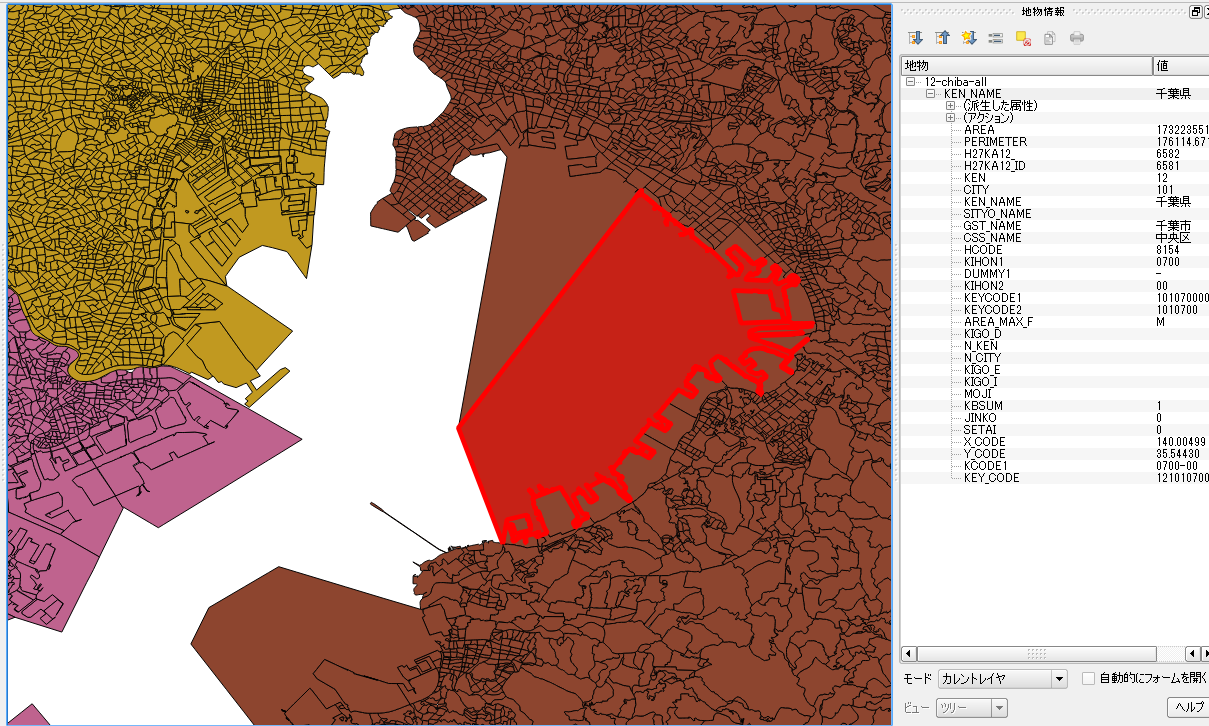 地物情報
地物 値
12-chiba-all
KEN_NAME 千葉県
(派生した属性)
(アクション)
AREA 173223551
PERIMETER 176114.671
H27KA12_ 6582
H27KA12_ID 6581
KEN 12
CITY 101
KEN_NAME 千葉県
SITYO_NAME
GST_NAME 千葉市
CSS_NAME 中央区
HCODE 8154
KIHON1 0700
DUMMY1 -
KIHON2 00
KEYCODE1 101070000
KEYCODE2 1010700
AREA_MAX_F M
KIGO_D
N_KEN
N_CITY
KIGO_E
KIGO_I
MOJI
KBSUM 1
JINKO 0
SETAI 0
X_CODE 140.00499
Y_CODE 35.54430
KCODE1 0700-00
KEY_CODE 121010700
モード カレントレイヤ 自動的にフォームを開く
ビュー ツリー ヘルプ